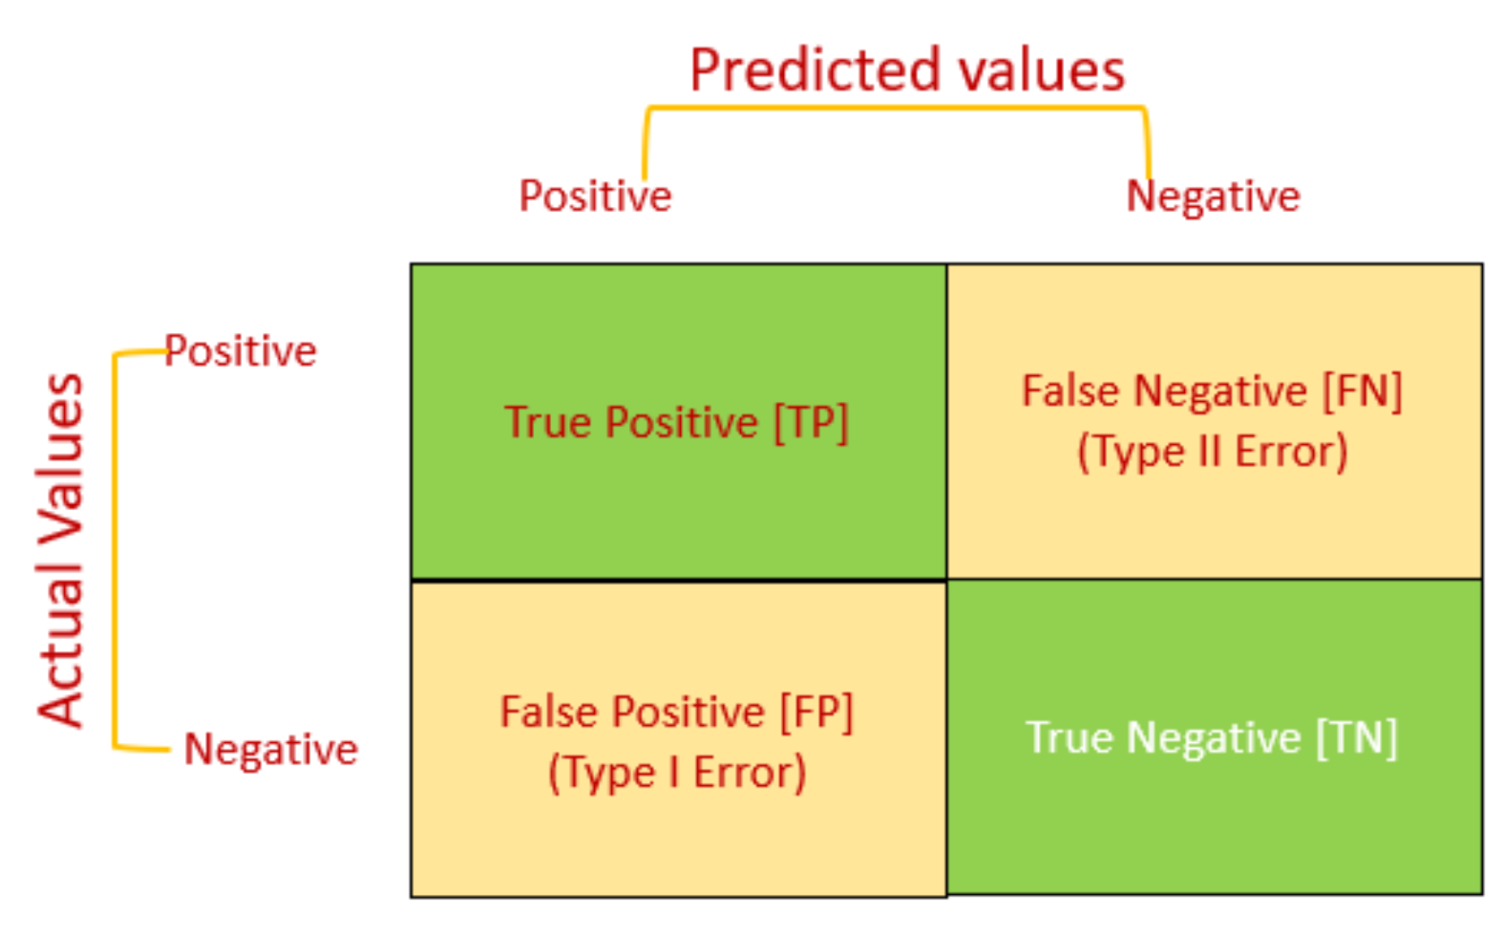 Predicted values
Positive
Negative
Actual Values
Positive
Negative
True Positive [TP]
False Negative [FN]
(Type II Error)
False Positive [FP]
(Type I Error)
True Negative [TN]